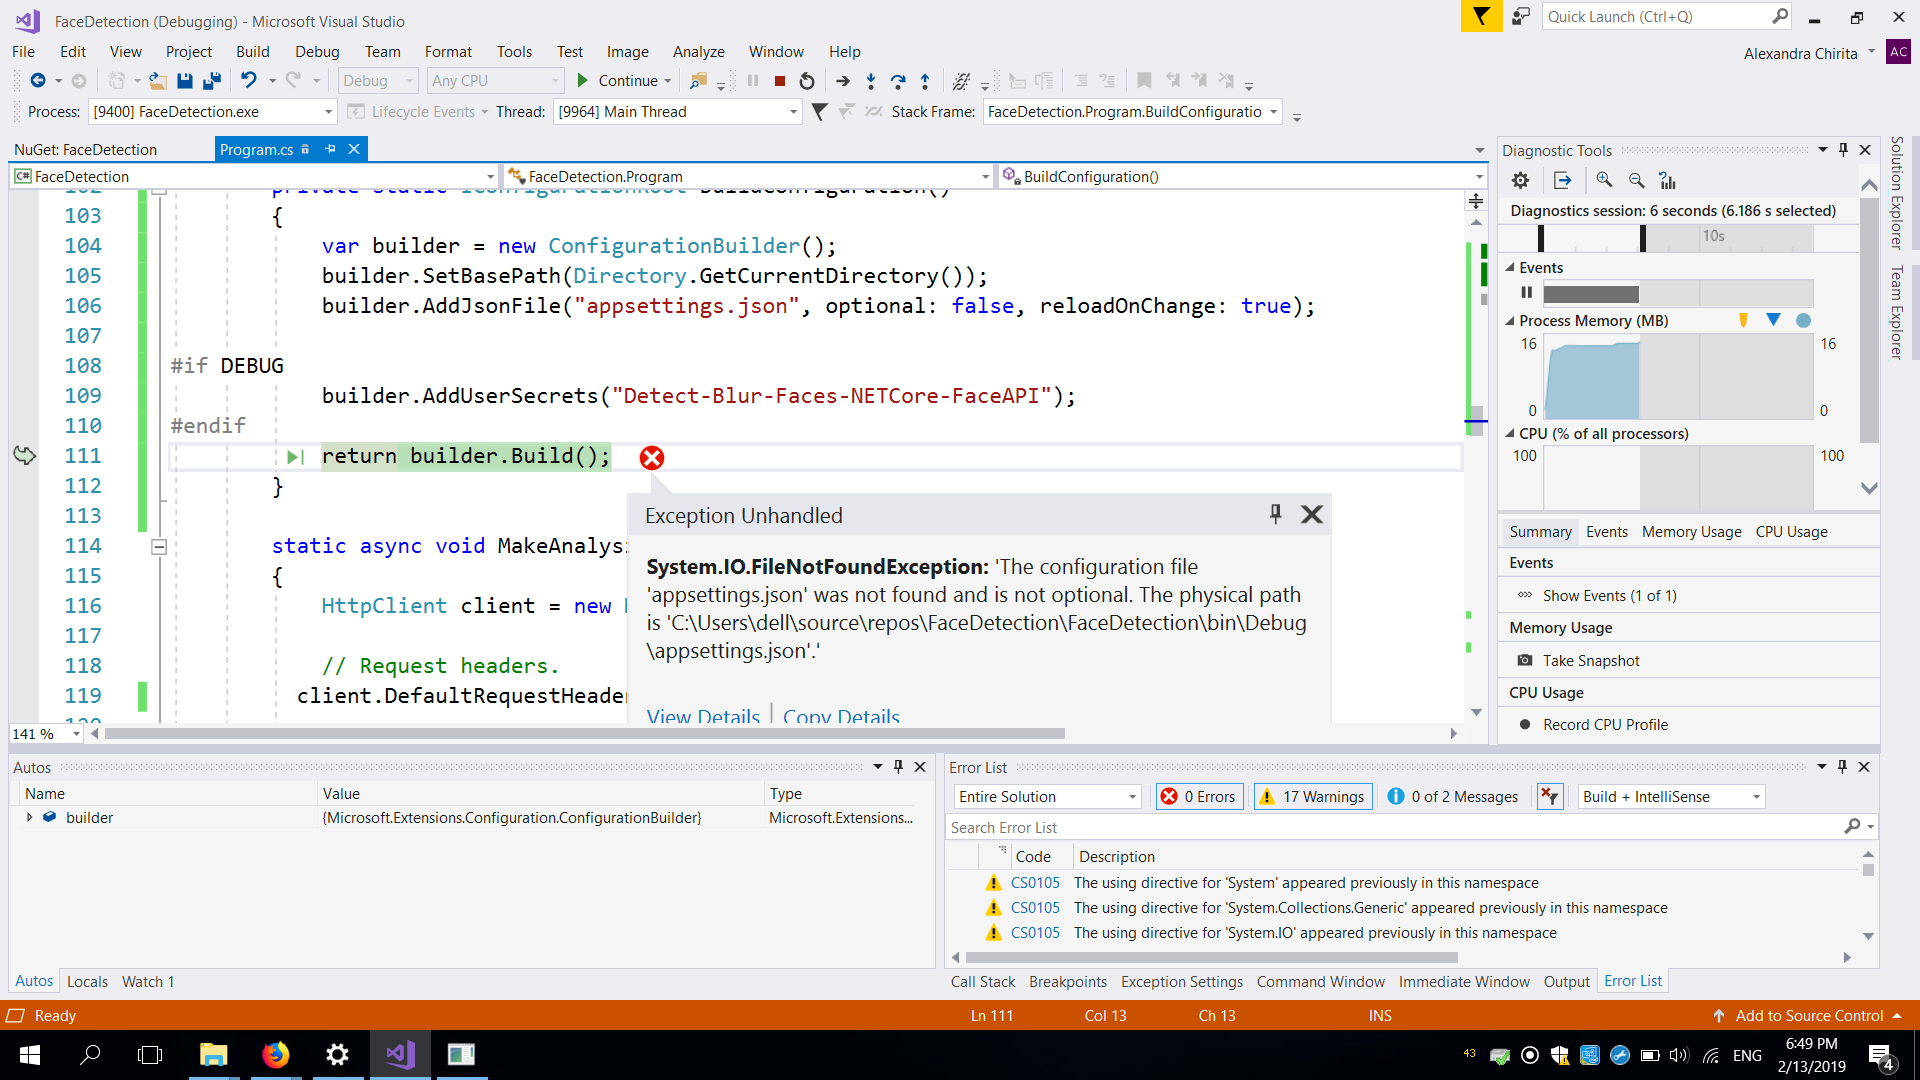 FaceDetection (Debugging) - Microsoft Visual Studio
Quick Launch (Ctrl+Q)
File Edit View Project Build Debug Team Format Tools Test Image Analyze Window Help
Alexandra Chirita AC
Debug Any CPU Continue
Process: [9400] FaceDetection.exe Lifecycle Events Thread: [9964] Main Thread Stack Frame: FaceDetection.Program.BuildConfiguratio
NuGet: FaceDetection Program.cs
C# FaceDetection FaceDetection.Program BuildConfiguration()
102 private static IConfigurationRoot BuildConfiguration()
103 {
104 var builder = new ConfigurationBuilder();
105 builder.SetBasePath(Directory.GetCurrentDirectory());
106 builder.AddJsonFile("appsettings.json", optional: false, reloadOnChange: true);
107
108 #if DEBUG
109 builder.AddUserSecrets("Detect-Blur-Faces-NETCore-FaceAPI");
110 #endif
111 return builder.Build();
112 }
113
114 static async void MakeAnalysi
115 {
116 HttpClient client = new
117
118 // Request headers.
119 client.DefaultRequestHeader
120
141 %
Exception Unhandled
System.IO.FileNotFoundException: 'The configuration file
'appsettings.json' was not found and is not optional. The physical path
is 'C:\Users\dell\source\repos\FaceDetection\FaceDetection\bin\Debug
\appsettings.json'.'
View Details Copy Details
Diagnostic Tools
Diagnostics session: 6 seconds (6.186 s selected)
10s
Events
Process Memory (MB)
16 16
0 0
CPU (% of all processors)
100 100
Summary Events Memory Usage CPU Usage
Events
Show Events (1 of 1)
Memory Usage
Take Snapshot
CPU Usage
Record CPU Profile
Solution Explorer
Team Explorer
Autos
Name Value Type
builder {Microsoft.Extensions.Configuration.ConfigurationBuilder} Microsoft.Extensions...
Autos Locals Watch 1
Error List
Entire Solution 0 Errors 17 Warnings 0 of 2 Messages Build + IntelliSense
Search Error List
Code Description
CS0105 The using directive for 'System' appeared previously in this namespace
CS0105 The using directive for 'System.Collections.Generic' appeared previously in this namespace
CS0105 The using directive for 'System.IO' appeared previously in this namespace
Call Stack Breakpoints Exception Settings Command Window Immediate Window Output Error List
Ready Ln 111 Col 13 Ch 13 INS Add to Source Control
43 ENG 6:49 PM
2/13/2019 4